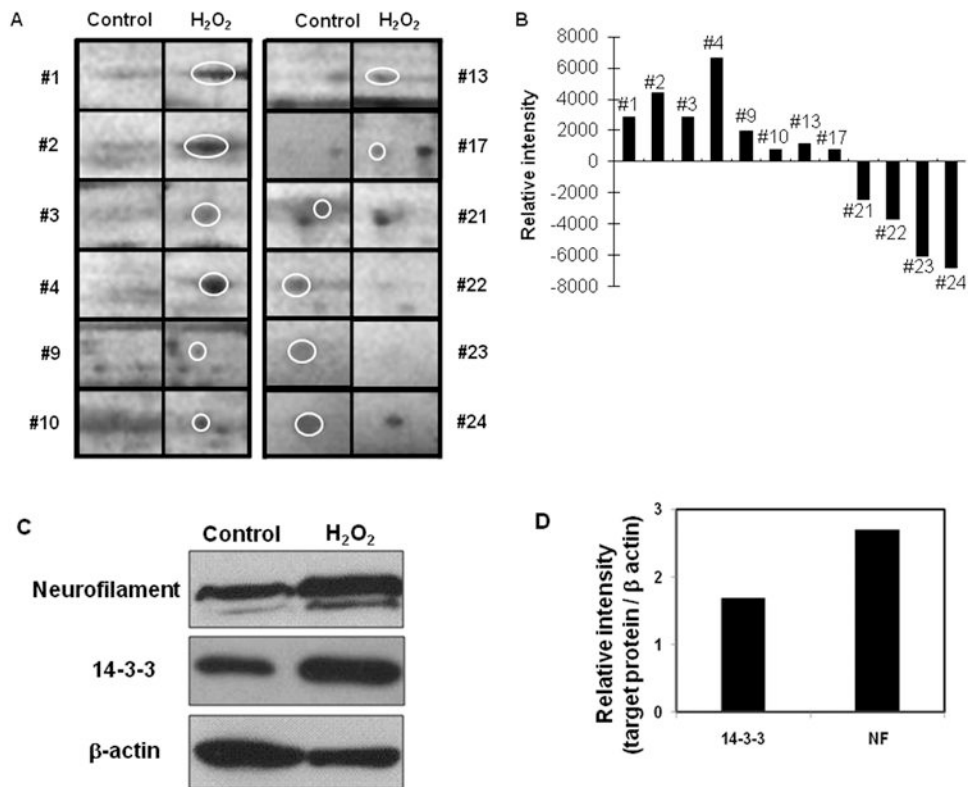 A
Control H₂O₂
Control H₂O₂
#1
#2
#3
#4
#9
#10
#13
#17
#21
#22
#23
#24
B
Relative intensity
8000
6000
4000
2000
0
-2000
-4000
-6000
-8000
#1
#2
#3
#4
#9
#10
#13
#17
#21
#22
#23
#24
C
Control H₂O₂
Neurofilament
14-3-3
β-actin
D
Relative intensity
(target protein / β actin)
3
2
1
0
14-3-3 NF